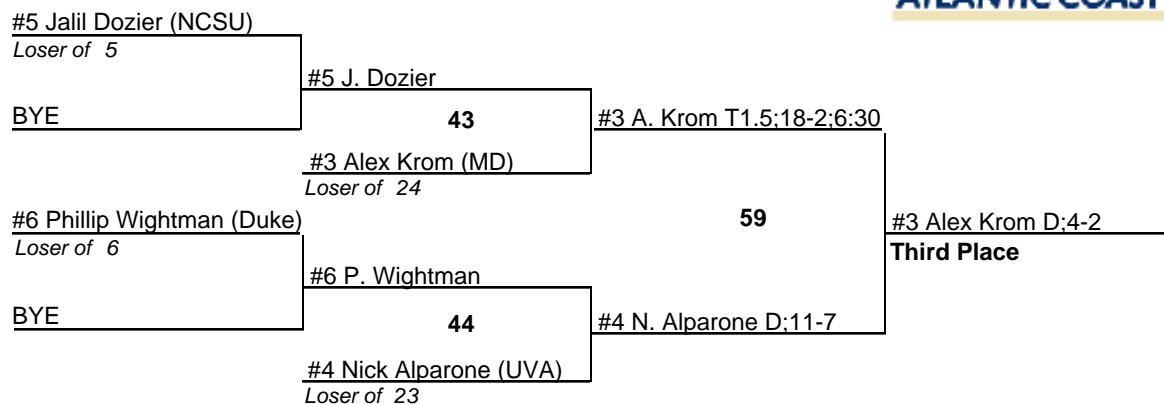 ATLANTIC COAST
#5 Jalil Dozier (NCSU)
Loser of 5
#5 J. Dozier
BYE
43
#3 A. Krom T1.5;18-2;6:30
#3 Alex Krom (MD)
Loser of 24
#6 Phillip Wightman (Duke)
Loser of 6
59
#3 Alex Krom D;4-2
Third Place
#6 P. Wightman
BYE
44
#4 N. Alparone D;11-7
#4 Nick Alparone (UVA)
Loser of 23